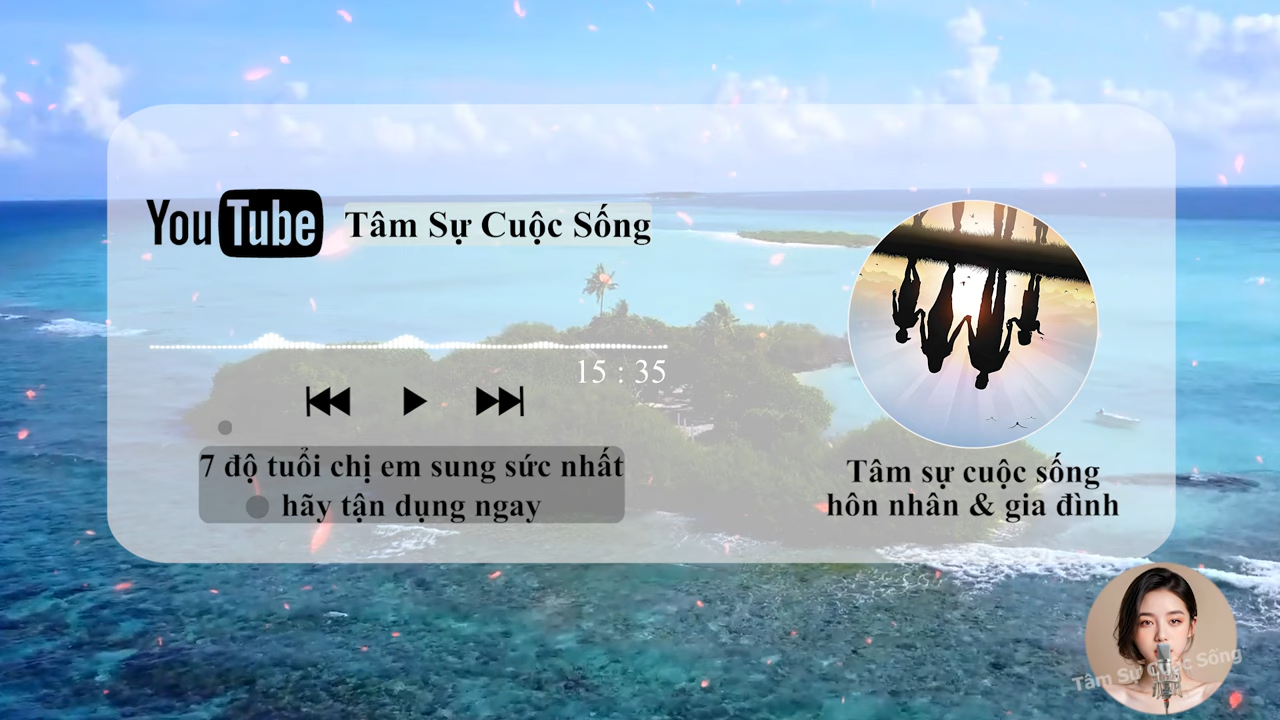 YouTube
Tâm Sự Cuộc Sống
15 : 35
7 độ tuổi chị em sung sức nhất
hãy tận dụng ngay
Tâm sự cuộc sống
hôn nhân & gia đình
Tâm Sự Cuộc Sống